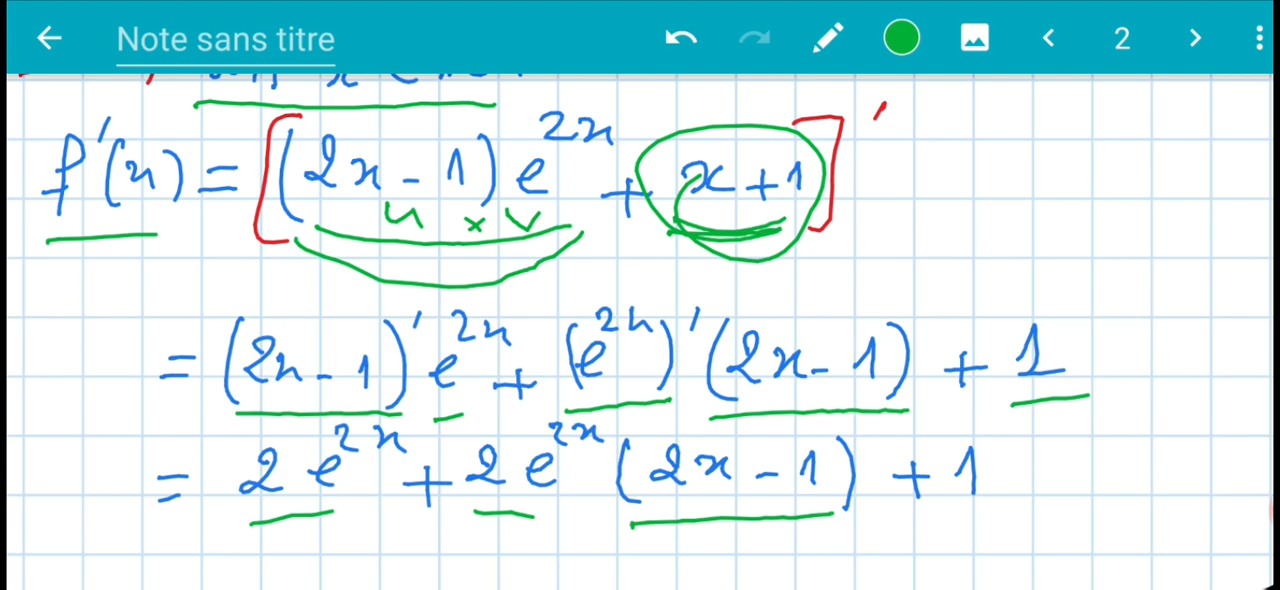 Note sans titre 2
f'(x) = [(2x - 1) e^{2x} + x + 1]'
u × v
= (2x - 1)' e^{2x} + (e^{2x})' (2x - 1) + 1
= 2 e^{2x} + 2 e^{2x} (2x - 1) + 1